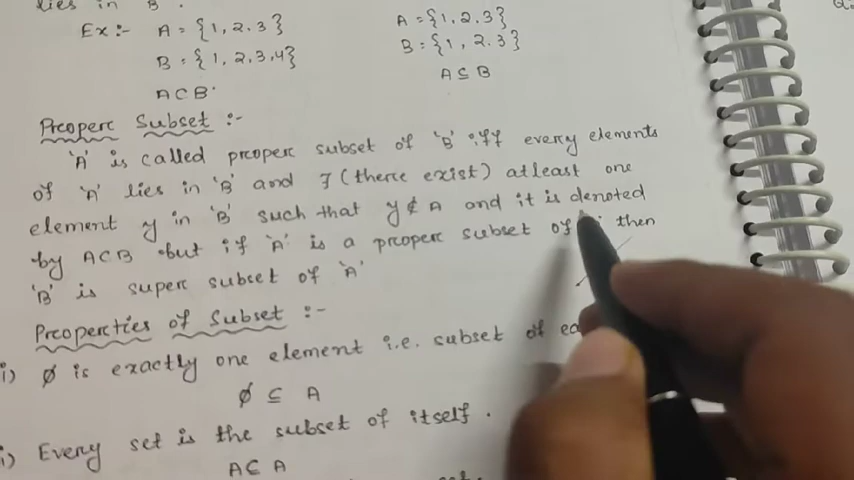 lies in B.
Ex:- A = {1, 2, 3} A = {1, 2, 3}
B = {1, 2, 3, 4} B = {1, 2, 3}
A⊂B. A⊆B
Proper Subset :-
'A' is called proper subset of 'B' iff every elements
of 'A' lies in 'B' and ∃ (there exist) atleast one
element y in 'B' such that y∉A and it is denoted
by A⊂B but if 'A' is a proper subset of then
'B' is super subset of 'A'
Properties of Subset :-
i) ∅ is exactly one element i.e. subset of
∅ ⊆ A
i) Every set is the subset of itself.
A⊆A